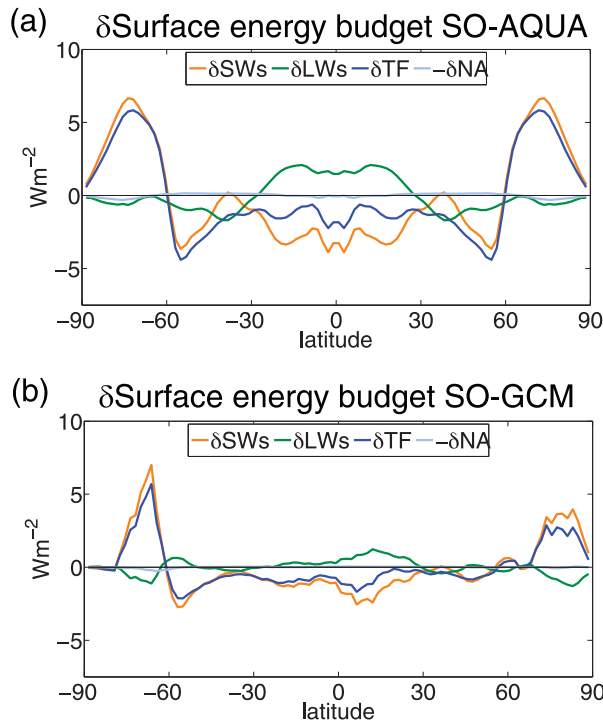 (a) δSurface energy budget SO-AQUA
δSWs δLWs δTF −δNA
10
5
0
−5
Wm−2
−90 −60 −30 0 30 60 90
latitude
(b) δSurface energy budget SO-GCM
δSWs δLWs δTF −δNA
10
5
0
−5
Wm−2
−90 −60 −30 0 30 60 90
latitude